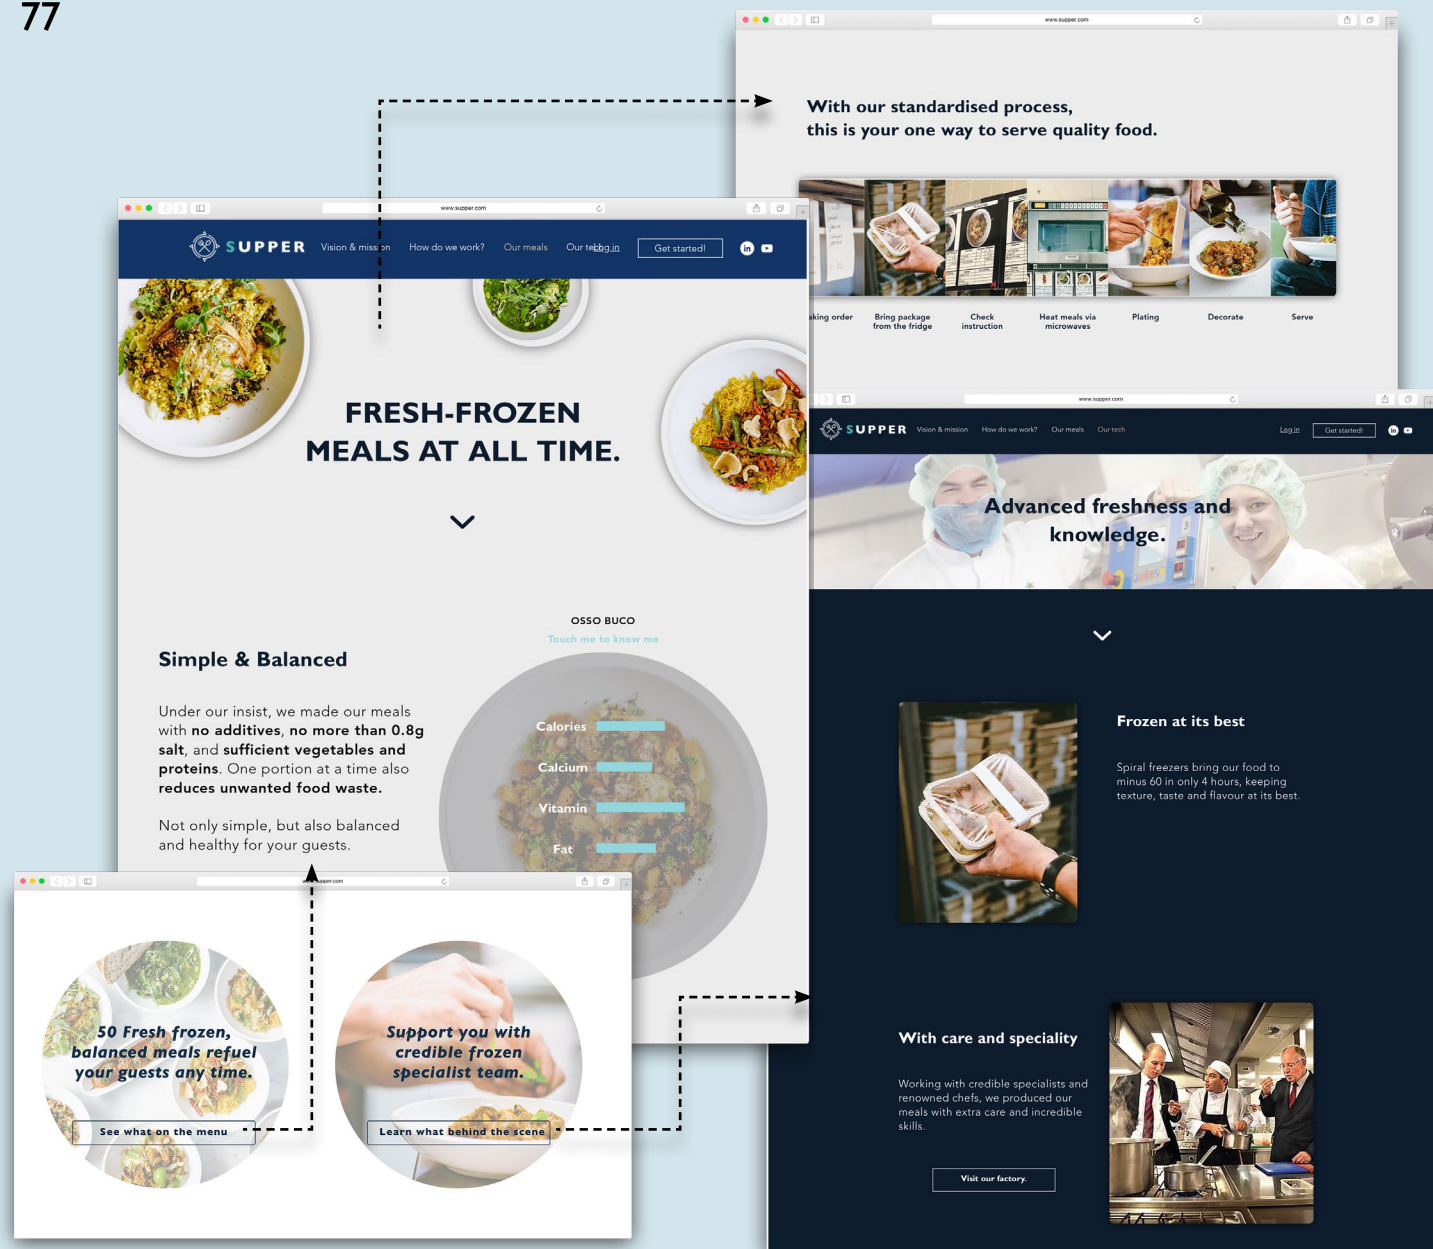 77
www.supper.com
With our standardised process,
this is your one way to serve quality food.
aking order
Bring package
from the fridge
Check
instruction
Heat meals via
microwaves
Plating
Decorate
Serve
www.supper.com
SUPPER
Vision & mission
How do we work?
Our meals
Our te
Log in
Get started!
in
FRESH-FROZEN
MEALS AT ALL TIME.
OSSO BUCO
Touch me to know me
Simple & Balanced
Under our insist, we made our meals
with no additives, no more than 0.8g
salt, and sufficient vegetables and
proteins. One portion at a time also
reduces unwanted food waste.
Not only simple, but also balanced
and healthy for your guests.
Calories
Calcium
Vitamin
Fat
www.supper.com
SUPPER
Vision & mission
How do we work?
Our meals
Our tech
Log in
Get started!
in
Advanced freshness and
knowledge.
Frozen at its best
Spiral freezers bring our food to
minus 60 in only 4 hours, keeping
texture, taste and flavour at its best.
With care and speciality
Working with credible specialists and
renowned chefs, we produced our
meals with extra care and incredible
skills.
Visit our factory.
www.supper.com
50 Fresh frozen,
balanced meals refuel
your guests any time.
See what on the menu
Support you with
credible frozen
specialist team.
Learn what behind the scene